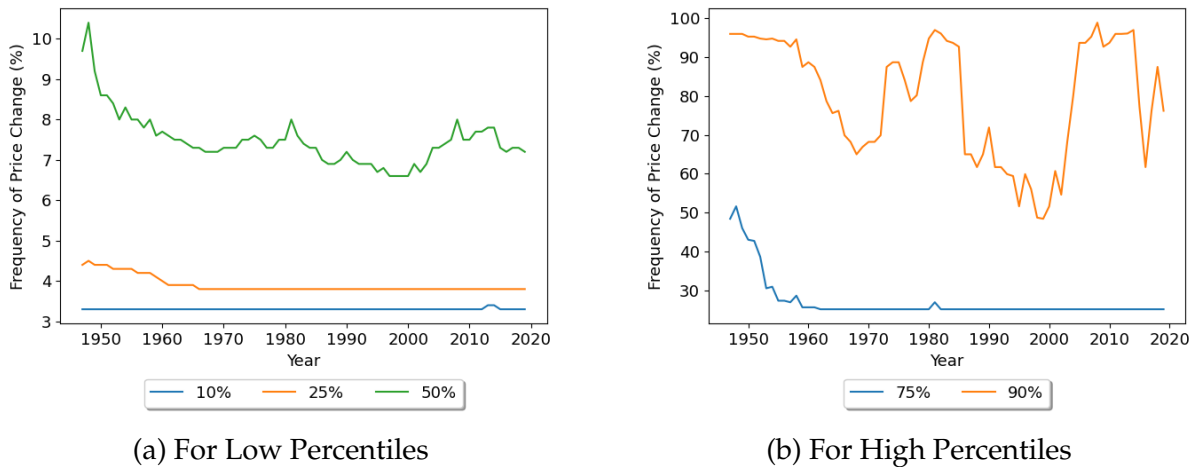 Frequency of Price Change (%)
10
9
8
7
6
5
4
3
1950 1960 1970 1980 1990 2000 2010 2020
Year
10% 25% 50%
(a) For Low Percentiles
Frequency of Price Change (%)
100
90
80
70
60
50
40
30
1950 1960 1970 1980 1990 2000 2010 2020
Year
75% 90%
(b) For High Percentiles